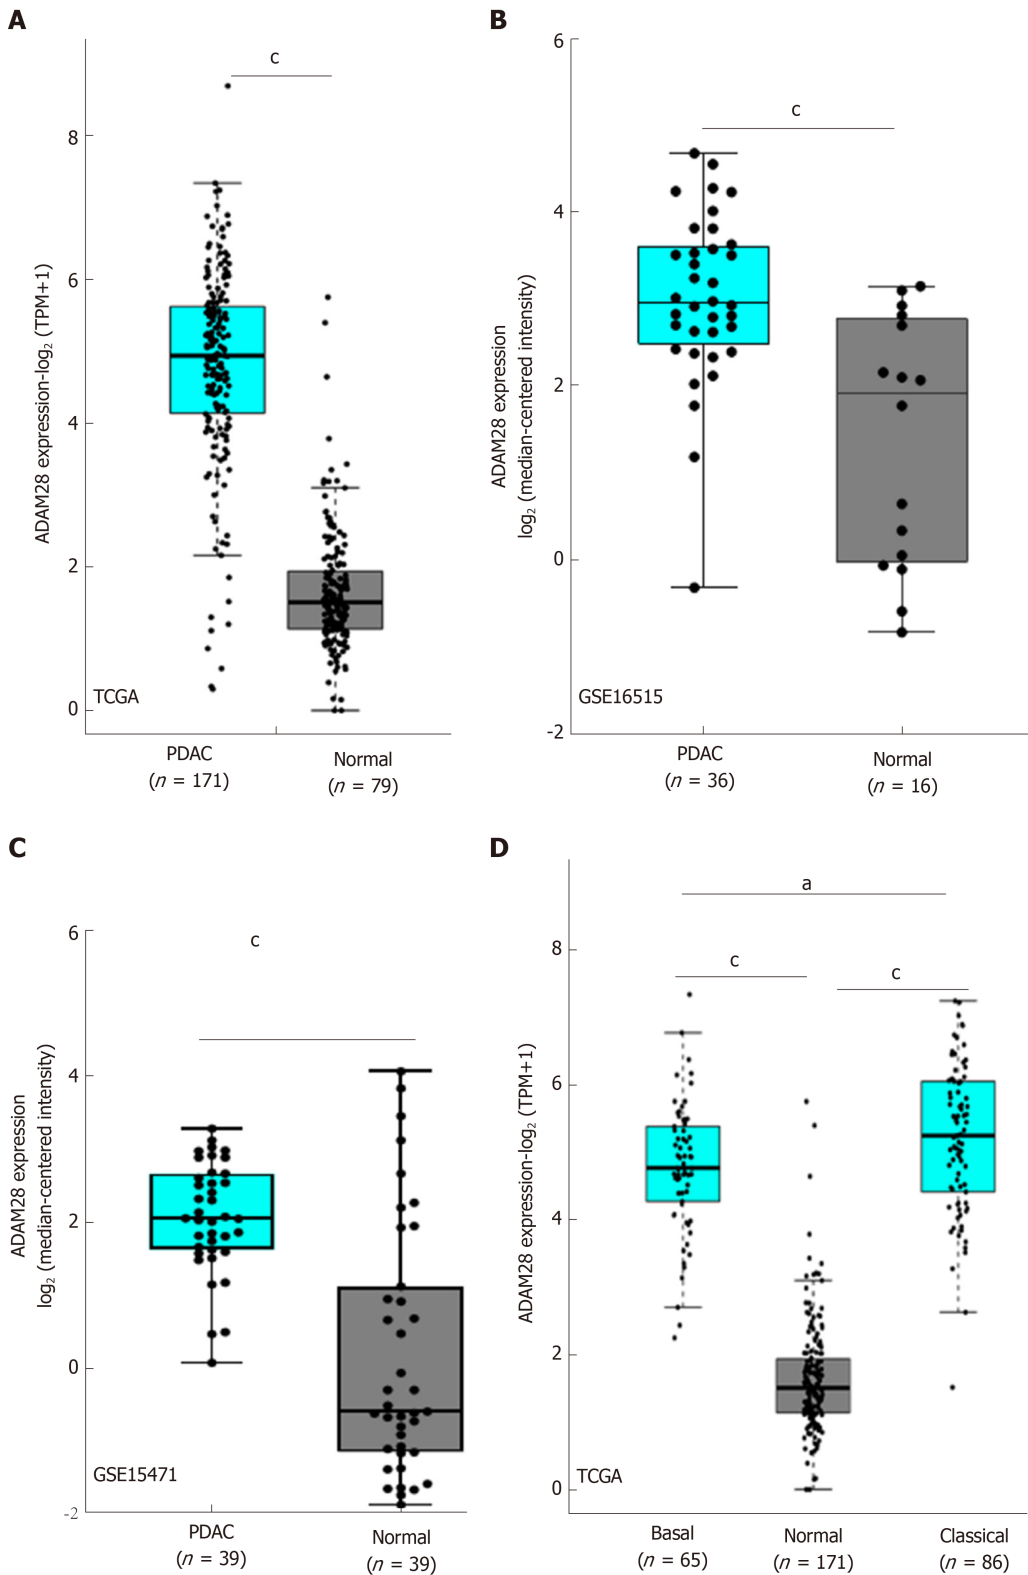 A
c
ADAM28 expression-log2 (TPM+1)
8
6
4
2
0
TCGA
PDAC
(n = 171)
Normal
(n = 79)
B
c
ADAM28 expression
log2 (median-centered intensity)
6
4
2
0
-2
GSE16515
PDAC
(n = 36)
Normal
(n = 16)
C
c
ADAM28 expression
log2 (median-centered intensity)
6
4
2
0
-2
GSE15471
PDAC
(n = 39)
Normal
(n = 39)
D
a
c
c
ADAM28 expression-log2 (TPM+1)
8
6
4
2
0
TCGA
Basal
(n = 65)
Normal
(n = 171)
Classical
(n = 86)